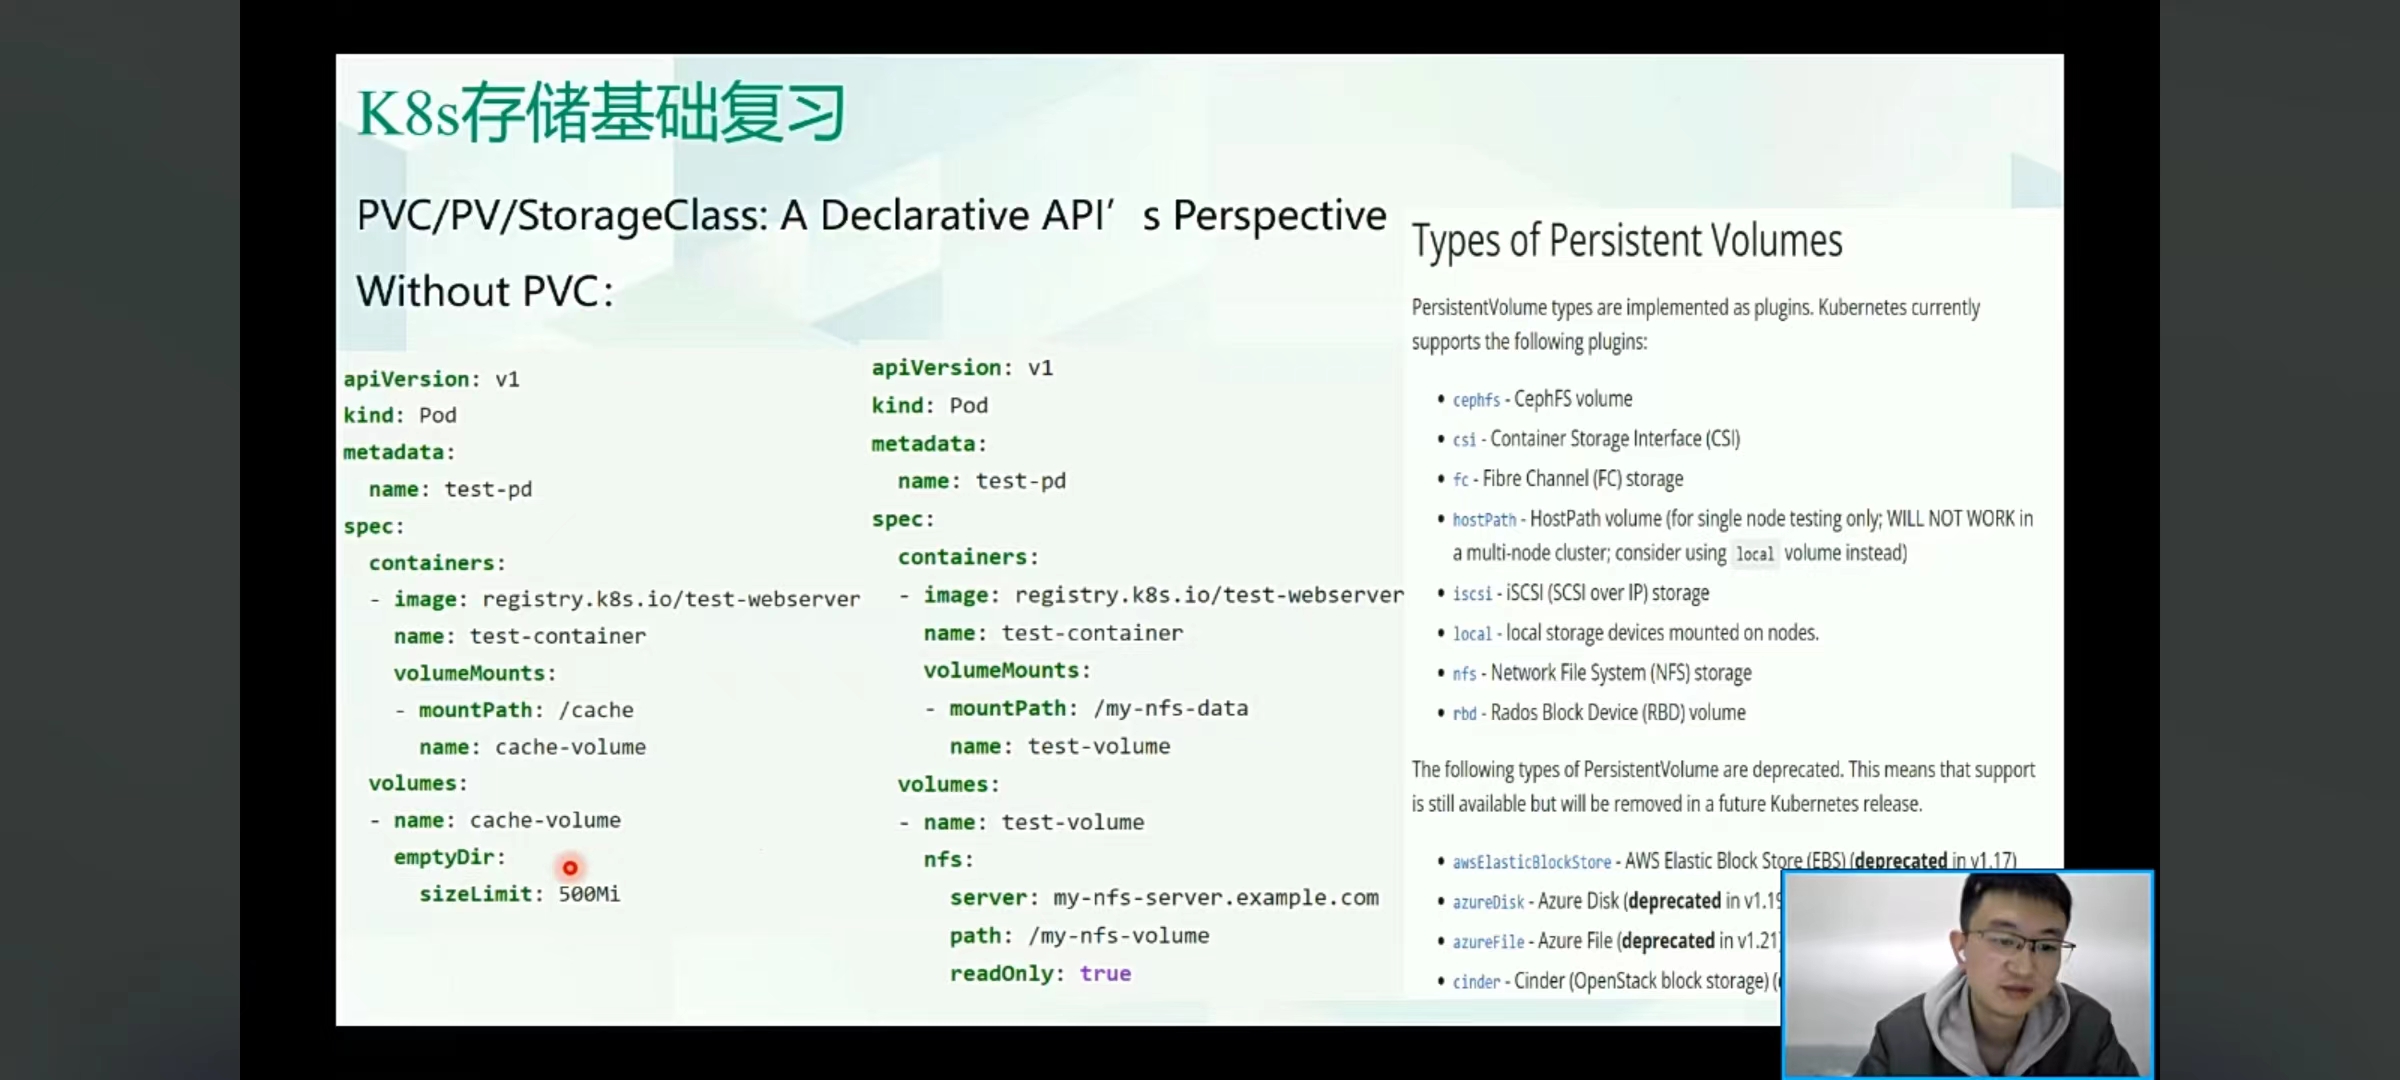 K8s存储基础复习
PVC/PV/StorageClass: A Declarative API’s Perspective
Without PVC:
apiVersion: v1
kind: Pod
metadata:
  name: test-pd
spec:
  containers:
  - image: registry.k8s.io/test-webserver
    name: test-container
    volumeMounts:
    - mountPath: /cache
      name: cache-volume
  volumes:
  - name: cache-volume
    emptyDir:
      sizeLimit: 500Mi
apiVersion: v1
kind: Pod
metadata:
  name: test-pd
spec:
  containers:
  - image: registry.k8s.io/test-webserver
    name: test-container
    volumeMounts:
    - mountPath: /my-nfs-data
      name: test-volume
  volumes:
  - name: test-volume
    nfs:
      server: my-nfs-server.example.com
      path: /my-nfs-volume
      readOnly: true
Types of Persistent Volumes
PersistentVolume types are implemented as plugins. Kubernetes currently
supports the following plugins:
• cephfs - CephFS volume
• csi - Container Storage Interface (CSI)
• fc - Fibre Channel (FC) storage
• hostPath - HostPath volume (for single node testing only; WILL NOT WORK in
a multi-node cluster; consider using local volume instead)
• iscsi - iSCSI (SCSI over IP) storage
• local - local storage devices mounted on nodes.
• nfs - Network File System (NFS) storage
• rbd - Rados Block Device (RBD) volume
The following types of PersistentVolume are deprecated. This means that support
is still available but will be removed in a future Kubernetes release.
• awsElasticBlockStore - AWS Elastic Block Store (EBS) (deprecated in v1.17)
• azureDisk - Azure Disk (deprecated in v1.19
• azureFile - Azure File (deprecated in v1.21
• cinder - Cinder (OpenStack block storage) (